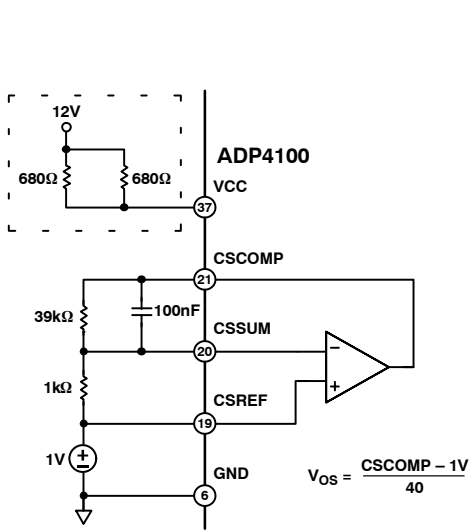 12V
680Ω
680Ω
ADP4100
VCC
37
CSCOMP
21
39kΩ
100nF
CSSUM
20
−
1kΩ
CSREF
+
19
1V
+
−
GND
6
VOS = CSCOMP – 1V
40